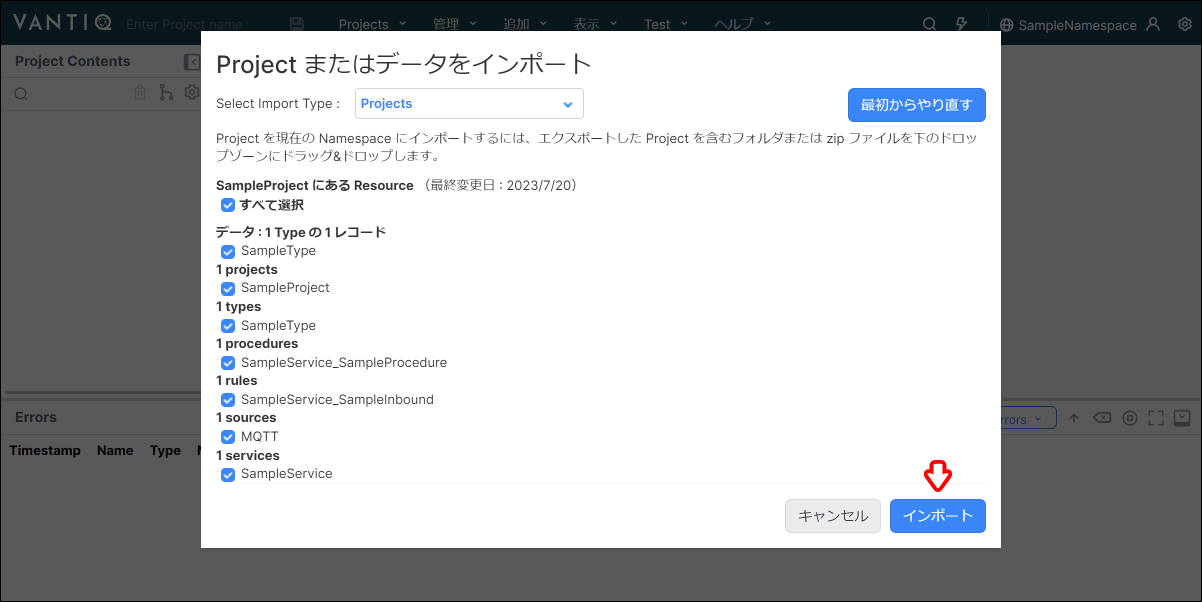 VANTIQ Enter Project name Projects 管理 追加 表示 Test ヘルプ SampleNamespace
Project Contents
Project またはデータをインポート
Select Import Type : Projects 最初からやり直す
Project を現在の Namespace にインポートするには、エクスポートした Project を含むフォルダまたは zip ファイルを下のドロッ
プゾーンにドラッグ&ドロップします。
SampleProject にある Resource （最終変更日 : 2023/7/20）
すべて選択
データ : 1 Type の 1 レコード
SampleType
1 projects
SampleProject
1 types
SampleType
1 procedures
SampleService_SampleProcedure
1 rules
SampleService_SampleInbound
1 sources
MQTT
1 services
SampleService
Errors
Timestamp Name Type
キャンセル インポート